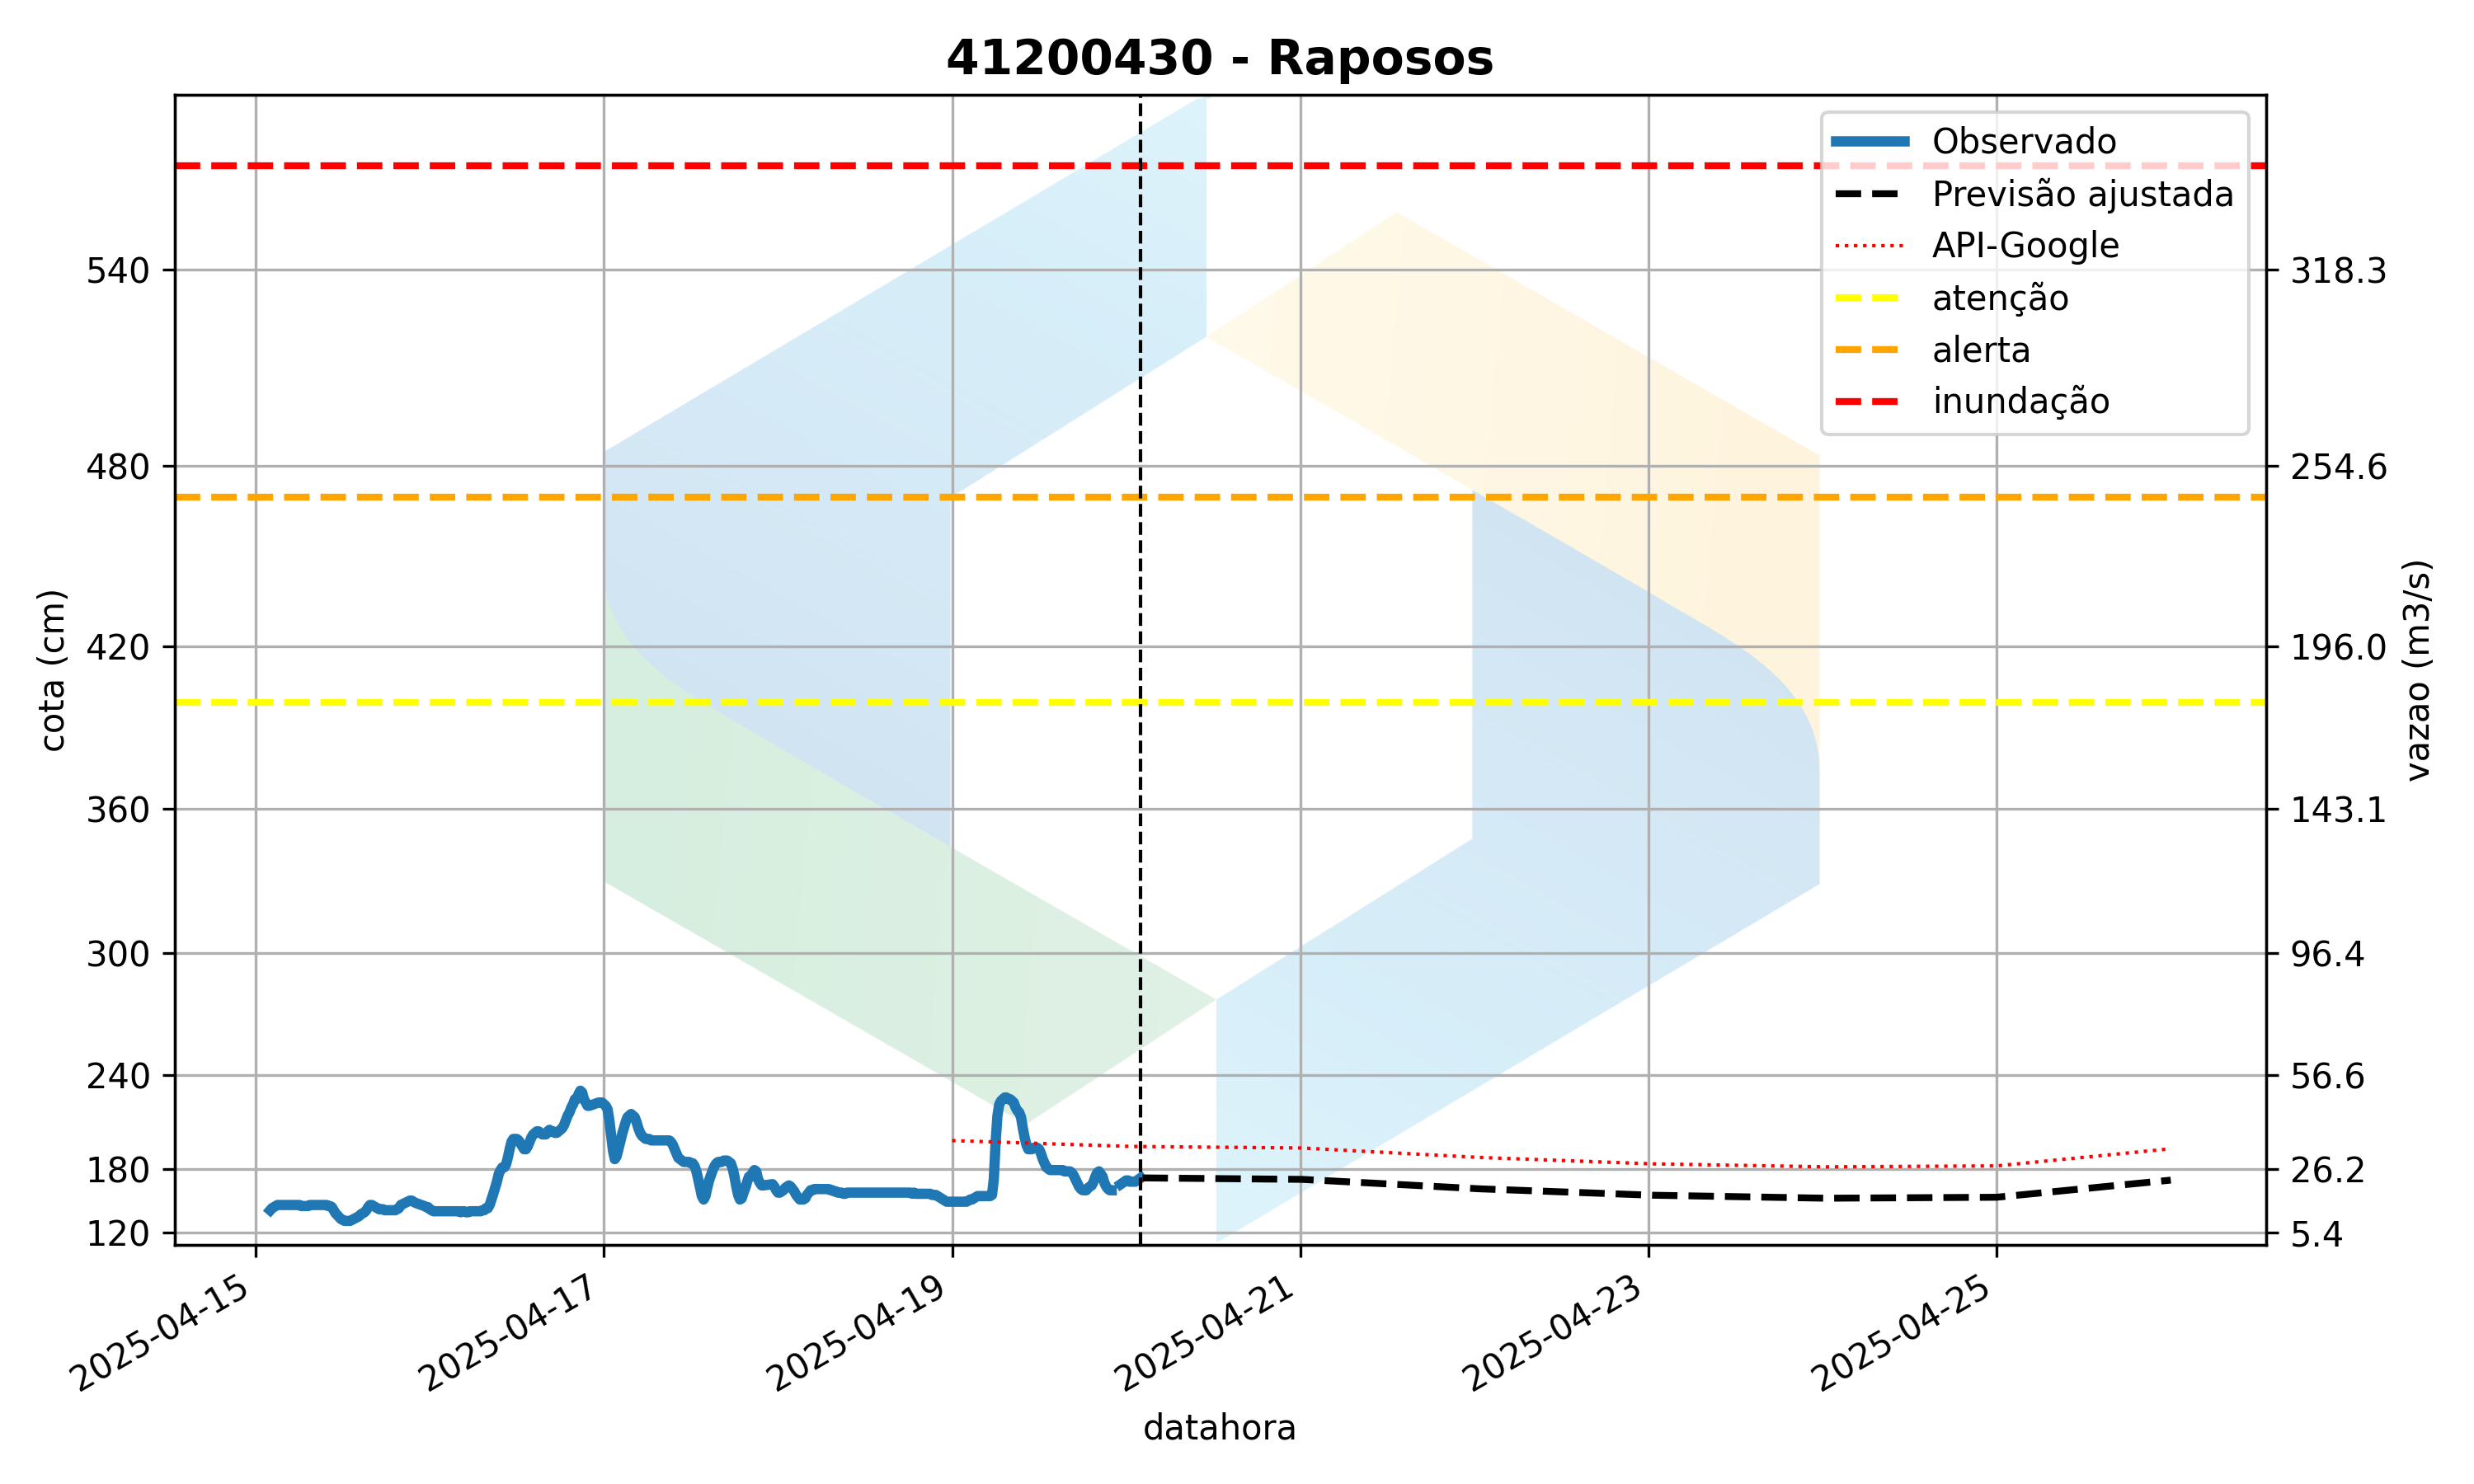 41200430 - Raposos
Observado
Previsão ajustada
API-Google
atenção
alerta
inundação
540
480
420
360
300
240
180
120
cota (cm)
318.3
254.6
196.0
143.1
96.4
56.6
26.2
5.4
vazao (m3/s)
2025-04-15
2025-04-17
2025-04-19
2025-04-21
2025-04-23
2025-04-25
datahora